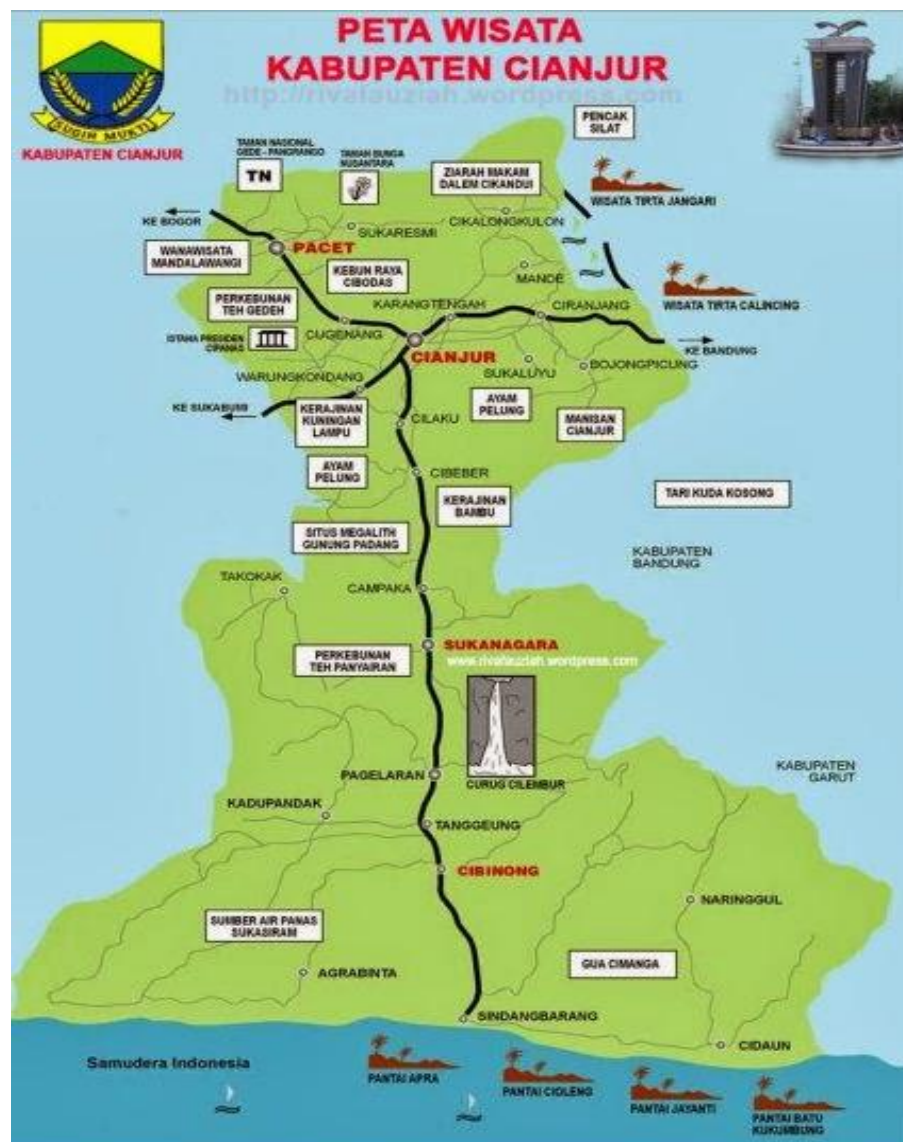 PETA WISATA
KABUPATEN CIANJUR
http://rivalauziah.wordpress.com
SUGIH MUKTI
KABUPATEN CIANJUR
PENCAK
SILAT
TAMAN NASIONAL
GEDE - PANGRANGO
TN
TAMAN BUNGA
NUSANTARA
ZIARAH MAKAM
DALEM CIKANDUI
WISATA TIRTA JANGARI
KE BOGOR
SUKARESMI
CIKALONGKULON
PACET
WANAWISATA
MANDALAWANGI
KEBUN RAYA
CIBODAS
MANDE
WISATA TIRTA CALINCING
PERKEBUNAN
TEH GEDEH
KARANGTENGAH
CIRANJANG
ISTANA PRESIDEN
CIPANAS
CUGENANG
CIANJUR
KE BANDUNG
SUKALUYU
BOJONGPICUNG
WARUNGKONDANG
KE SUKABUMI
KERAJINAN
KUNINGAN
LAMPU
AYAM
PELUNG
MANISAN
CIANJUR
CILAKU
AYAM
PELUNG
CIBEBER
KERAJINAN
BAMBU
TARI KUDA KOSONG
SITUS MEGALITH
GUNUNG PADANG
KABUPATEN
BANDUNG
TAKOKAK
CAMPAKA
SUKANAGARA
www.rivalauziah.wordpress.com
PERKEBUNAN
TEH PANYAIRAN
CURUG CILEMBUR
PAGELARAN
KABUPATEN
GARUT
KADUPANDAK
TANGGEUNG
CIBINONG
NARINGGUL
SUMBER AIR PANAS
SUKASIRAM
AGRABINTA
GUA CIMANGA
SINDANGBARANG
CIDAUN
Samudera Indonesia
PANTAI APRA
PANTAI CIOLENG
PANTAI JAYANTI
PANTAI BATU
KUKUMBUNG